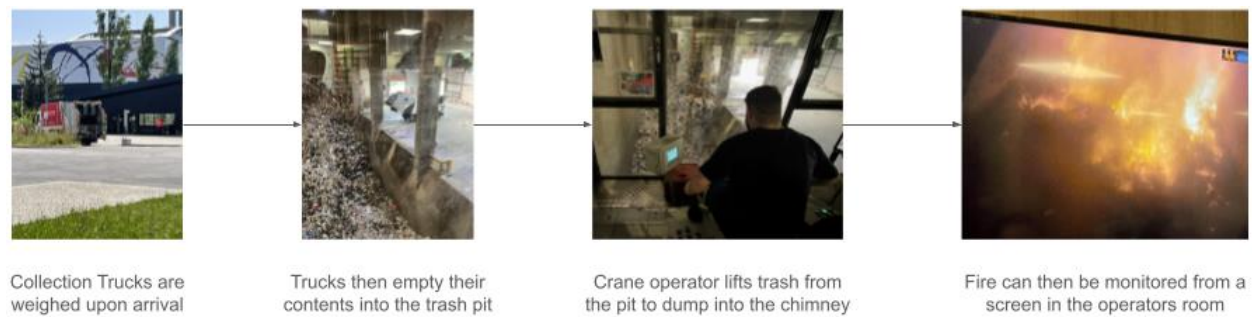 Collection Trucks are
weighed upon arrival
Trucks then empty their
contents into the trash pit
Crane operator lifts trash from
the pit to dump into the chimney
Fire can then be monitored from a
screen in the operators room